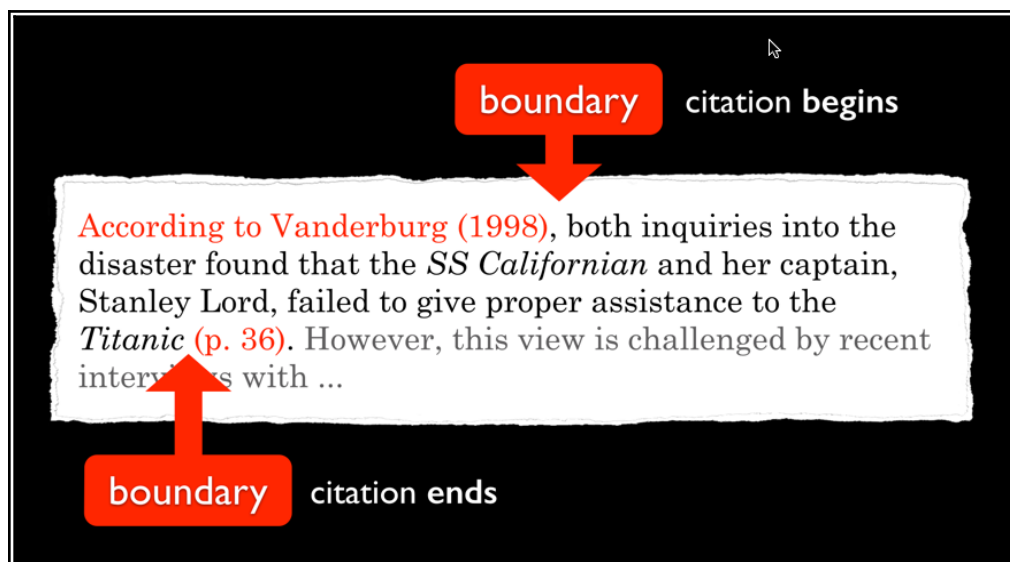 boundary citation begins
According to Vanderburg (1998), both inquiries into the
disaster found that the SS Californian and her captain,
Stanley Lord, failed to give proper assistance to the
Titanic (p. 36). However, this view is challenged by recent
with ...
boundary citation ends